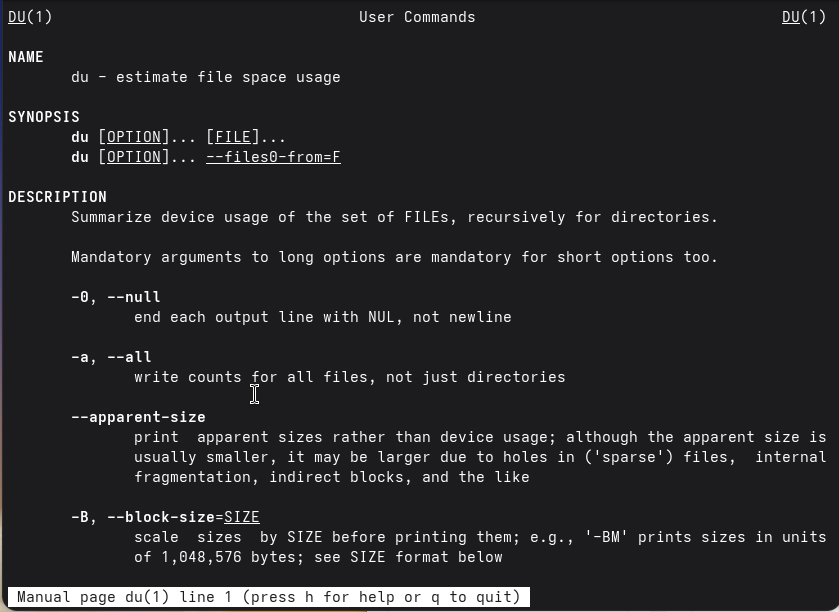 DU(1) User Commands DU(1)
NAME
du - estimate file space usage
SYNOPSIS
du [OPTION]... [FILE]...
du [OPTION]... --files0-from=F
DESCRIPTION
Summarize device usage of the set of FILEs, recursively for directories.
Mandatory arguments to long options are mandatory for short options too.
-0, --null
end each output line with NUL, not newline
-a, --all
write counts for all files, not just directories
--apparent-size
print  apparent sizes rather than device usage; although the apparent size is
usually smaller, it may be larger due to holes in ('sparse') files,  internal
fragmentation, indirect blocks, and the like
-B, --block-size=SIZE
scale  sizes  by SIZE before printing them; e.g., '-BM' prints sizes in units
of 1,048,576 bytes; see SIZE format below
Manual page du(1) line 1 (press h for help or q to quit)